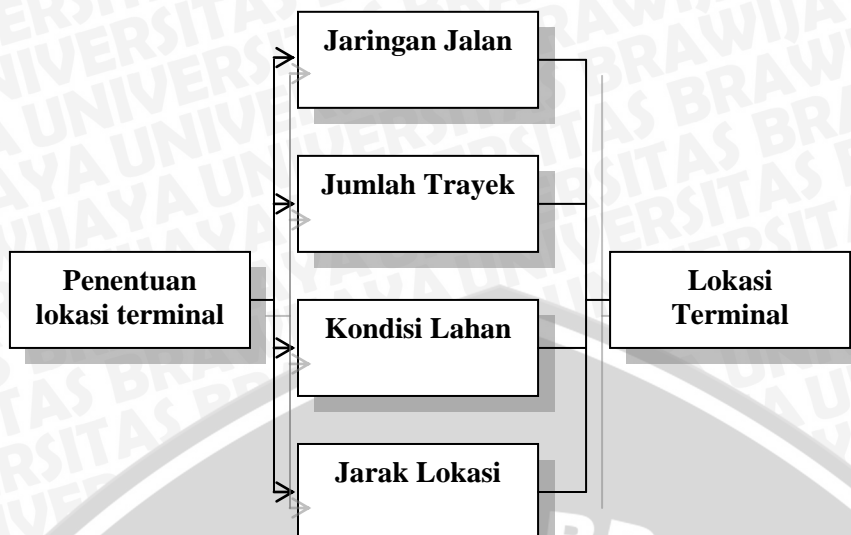 Jaringan Jalan
Jumlah Trayek
Penentuan
lokasi terminal
Lokasi
Terminal
Kondisi Lahan
Jarak Lokasi